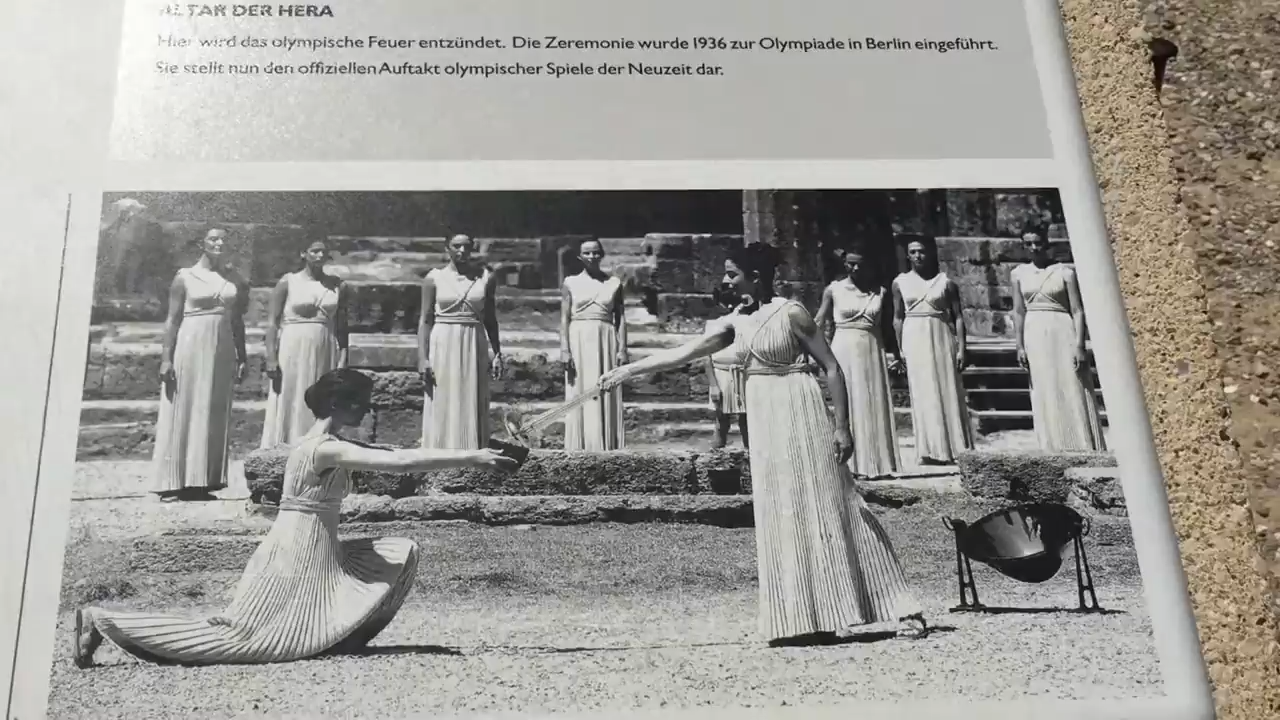 ALTAR DER HERA
Hier wird das olympische Feuer entzündet. Die Zeremonie wurde 1936 zur Olympiade in Berlin eingeführt.
Sie stellt nun den offiziellen Auftakt olympischer Spiele der Neuzeit dar.